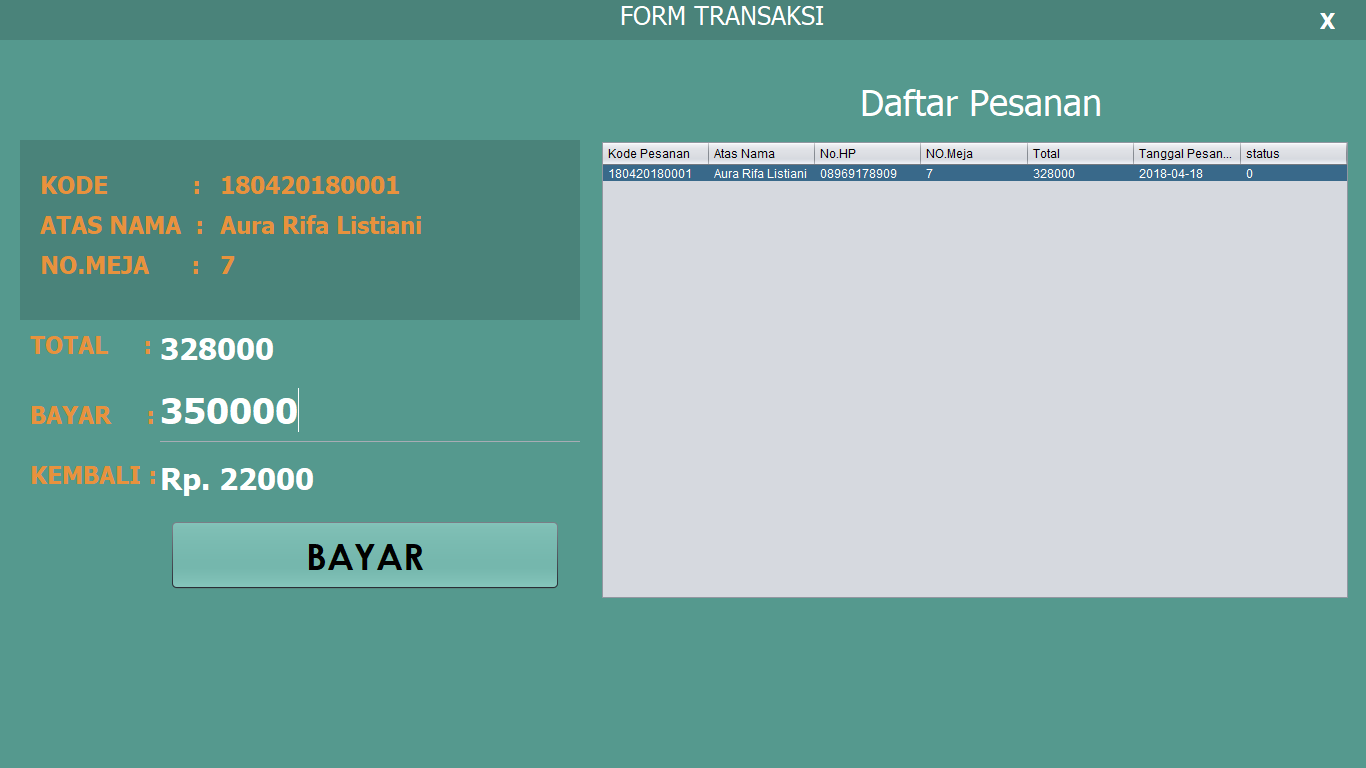 FORM TRANSAKSI
X
Daftar Pesanan
KODE : 180420180001
ATAS NAMA : Aura Rifa Listiani
NO.MEJA : 7
TOTAL : 328000
BAYAR : 350000
KEMBALI : Rp. 22000
BAYAR
Kode Pesanan Atas Nama No.HP NO.Meja Total Tanggal Pesan... status
180420180001 Aura Rifa Listiani 08969178909 7 328000 2018-04-18 0